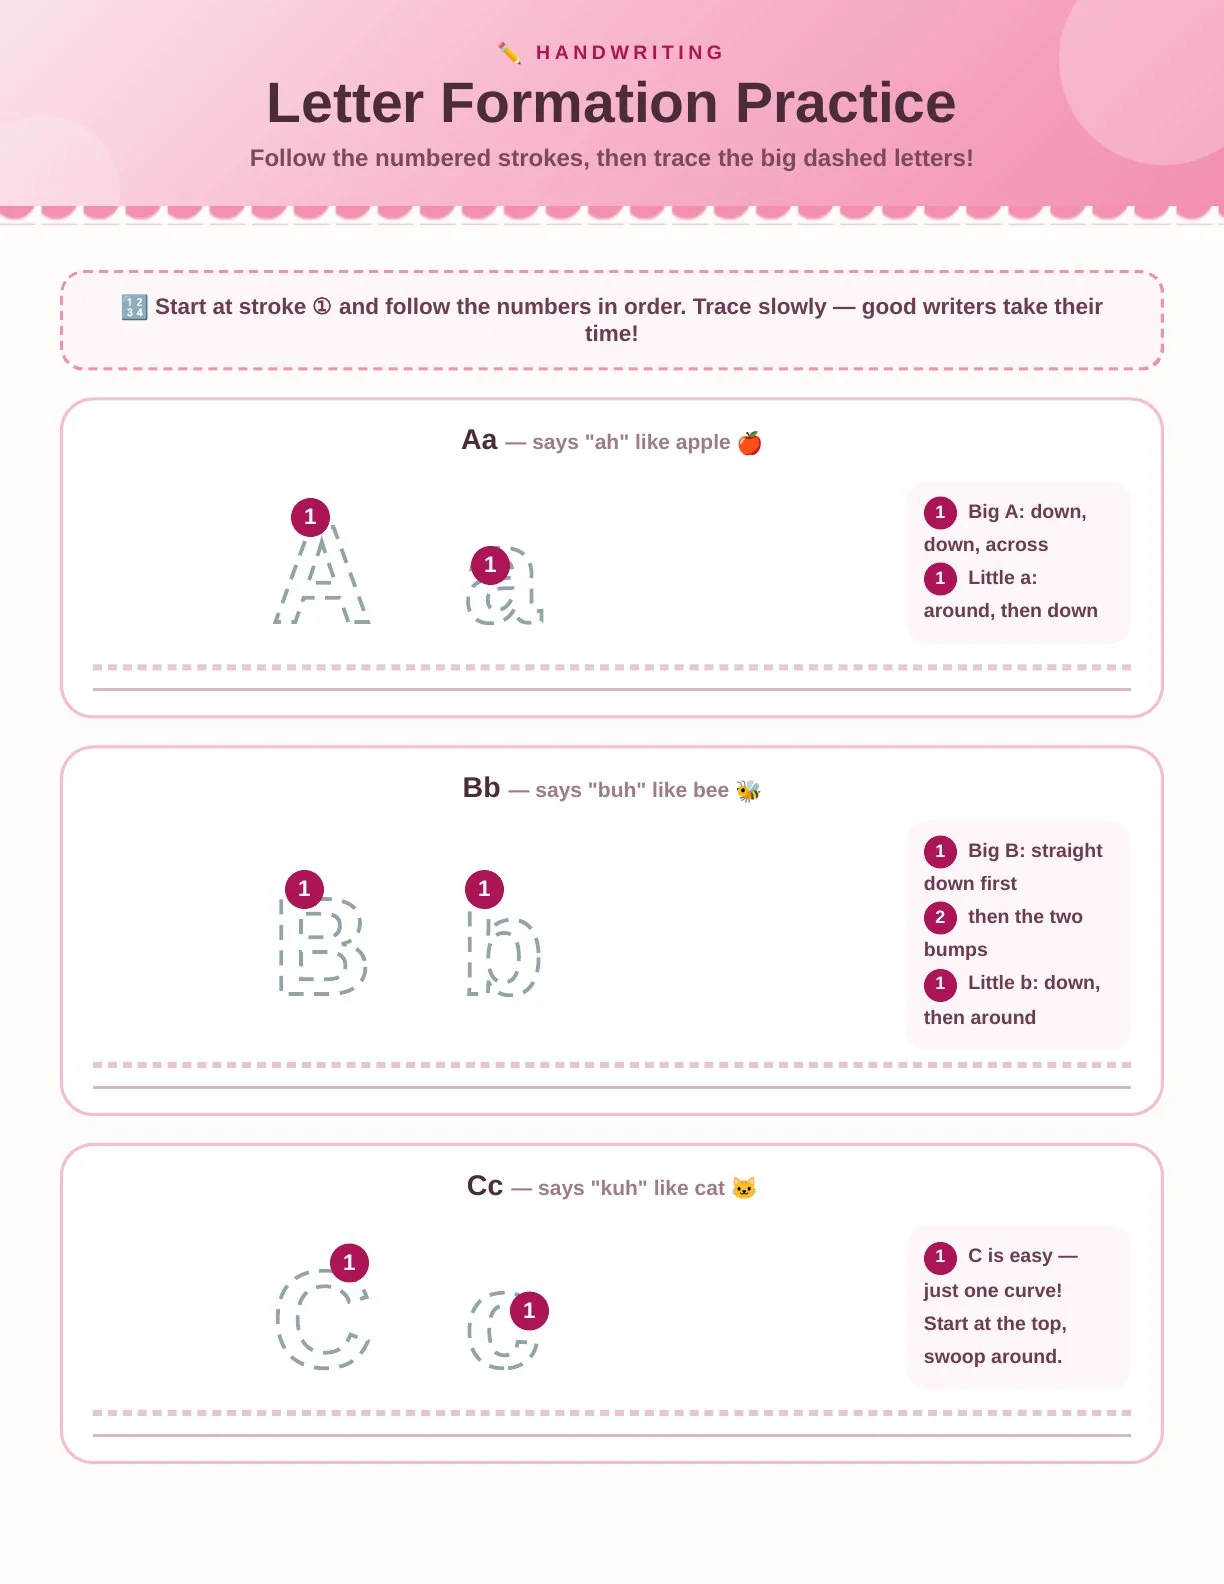 ✏️ HANDWRITING
Letter Formation Practice
Follow the numbered strokes, then trace the big dashed letters!
🔢 Start at stroke ① and follow the numbers in order. Trace slowly — good writers take their
time!
Aa — says "ah" like apple 🍎
1 A 1 a
1 Big A: down,
down, across
1 Little a:
around, then down
Bb — says "buh" like bee 🐝
1 B 1 b
1 Big B: straight
down first
2 then the two
bumps
1 Little b: down,
then around
Cc — says "kuh" like cat 🐱
1 C 1 c
1 C is easy —
just one curve!
Start at the top,
swoop around.